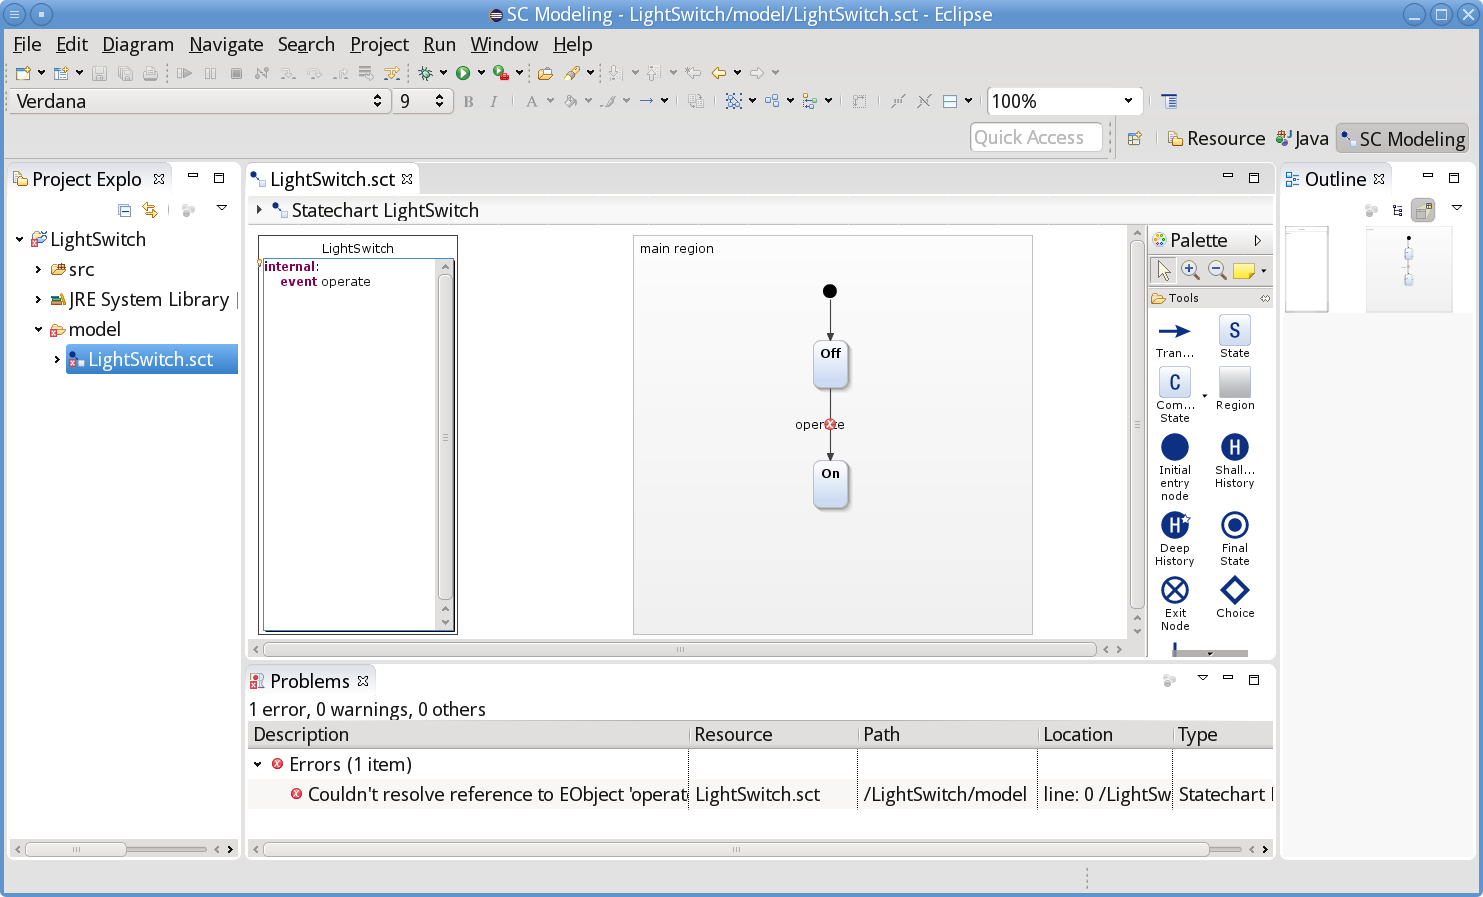 SC Modeling - LightSwitch/model/LightSwitch.sct - Eclipse
File Edit Diagram Navigate Search Project Run Window Help
Verdana 9 100%
Quick Access Resource Java SC Modeling
Project Explo
LightSwitch
src
JRE System Library
model
LightSwitch.sct
LightSwitch.sct
Statechart LightSwitch
LightSwitch
internal:
event operate
main region
Off
On
Palette
Tools
Tran...
S
State
C
Com...
State
Region
Initial
entry
node
H
Shall...
History
H
Deep
History
Final
State
Exit
Node
Choice
Outline
Problems
1 error, 0 warnings, 0 others
Description Resource Path Location Type
Errors (1 item)
Couldn't resolve reference to EObject 'operat LightSwitch.sct /LightSwitch/model line: 0 /LightSw Statechart